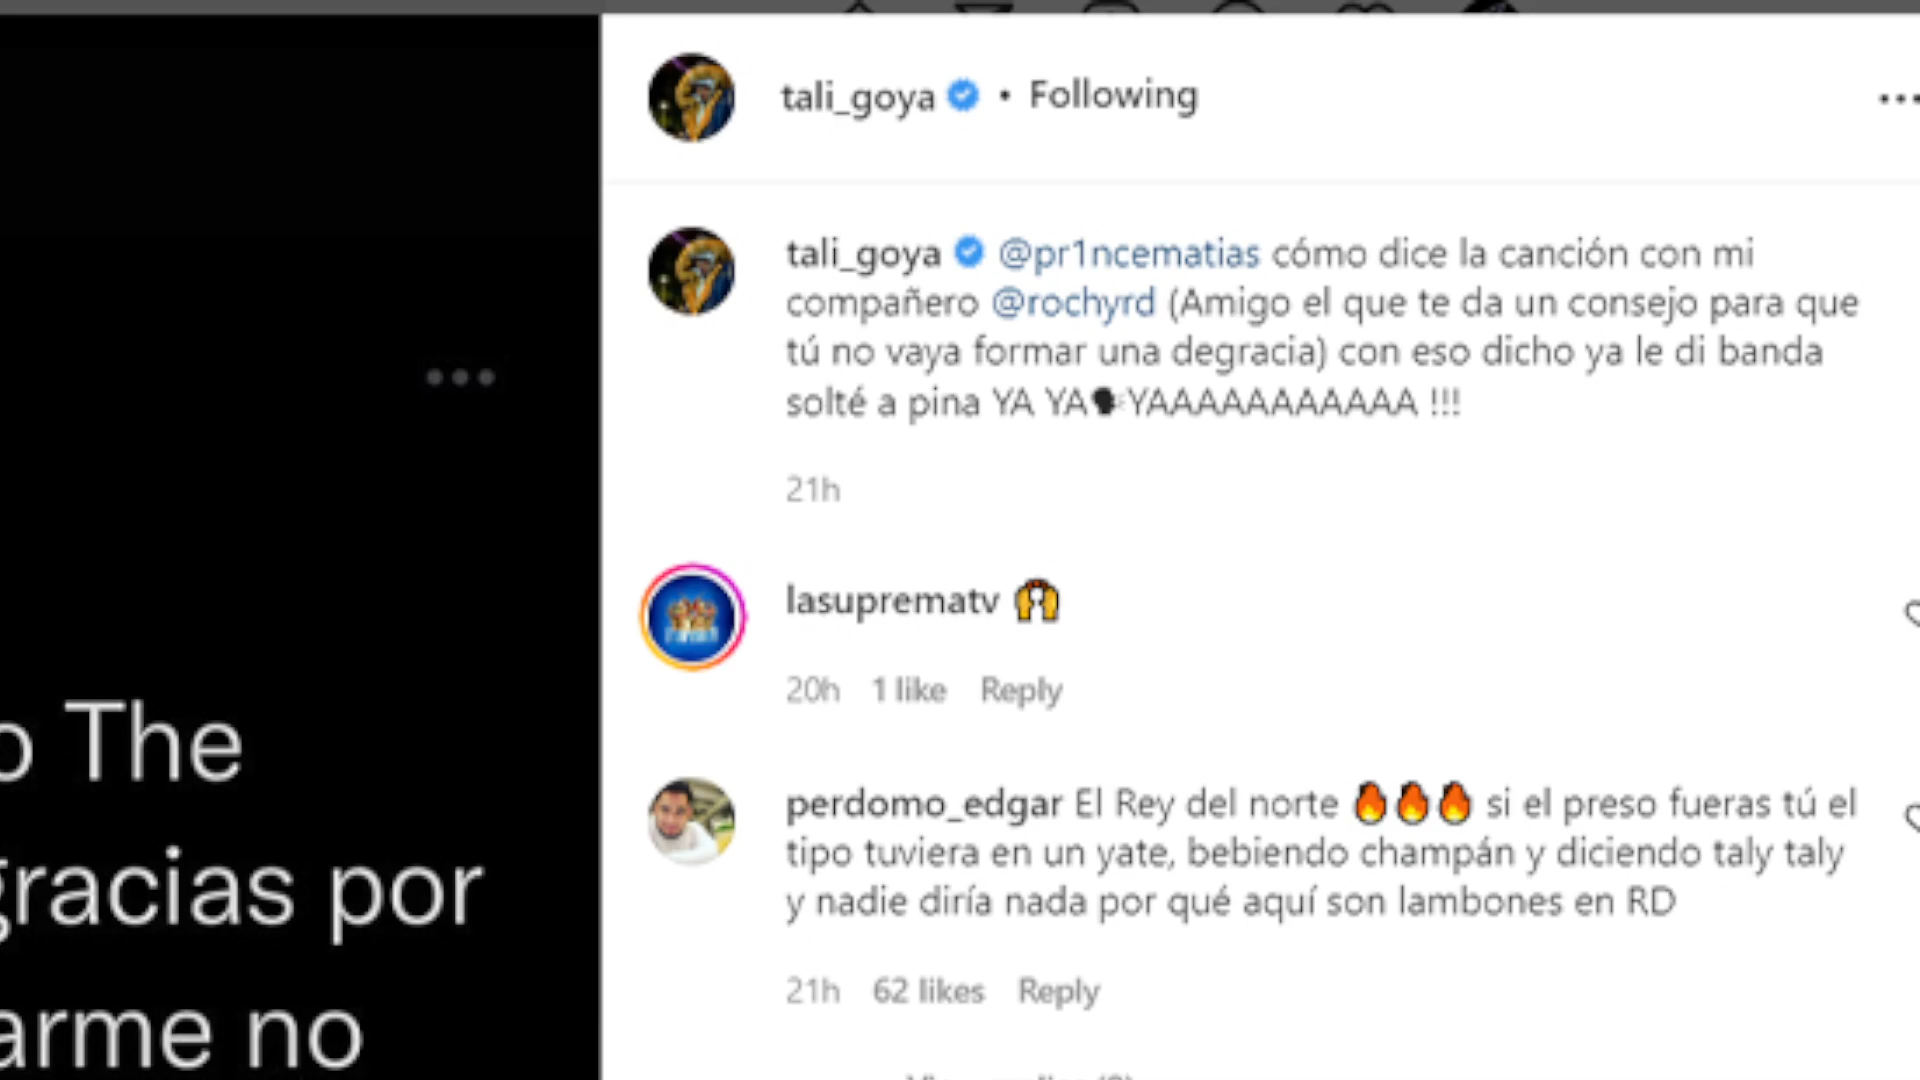 tali_goya • Following
tali_goya @pr1ncematias cómo dice la canción con mi
compañero @rochyrd (Amigo el que te da un consejo para que
tú no vaya formar una degracia) con eso dicho ya le di banda
solté a pina YA YA🗣YAAAAAAAAAAA !!!
21h
lasuprematv 🙌
20h 1 like Reply
perdomo_edgar El Rey del norte 🔥🔥🔥 si el preso fueras tú el
tipo tuviera en un yate, bebiendo champán y diciendo taly taly
y nadie diría nada por qué aquí son lambones en RD
21h 62 likes Reply
o The
gracias por
arme no